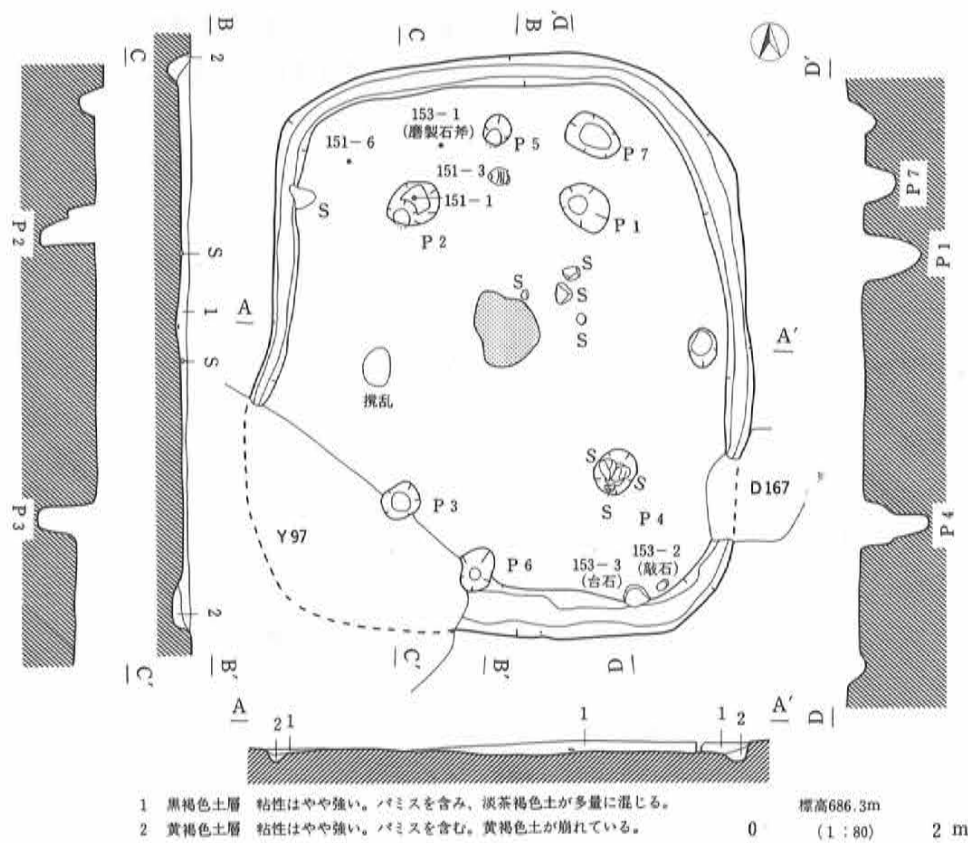 B
C
B
D'
C
2
D'
153-1
(磨製石斧)
P 5
151-6
P 7
151-3
P 7
151-1
S
P 1
P 2
P 2
S
S
P 1
S
1
A
S
S
A'
S
撹乱
S
S
D 167
P 3
P 4
S
P 3
Y 97
P 4
P 6
153-3
(台石)
153-2
(敲石)
2
C'
B'
C'
B'
D
A
A'
D
2 1
1
1
2
1 黒褐色土層 粘性はやや強い。パミスを含み、淡茶褐色土が多量に混じる。
標高686.3m
2 黄褐色土層 粘性はやや強い。パミスを含む。黄褐色土が崩れている。
0 (1:80) 2 m